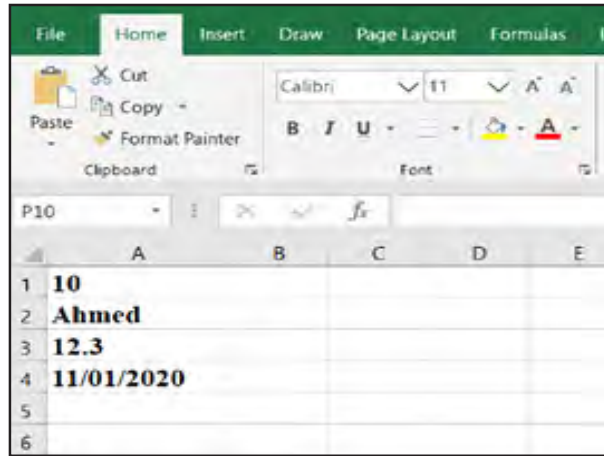 File Home Insert Draw Page Layout Formulas
Cut
Copy
Format Painter
Paste
Clipboard
Calibri 11 A A
B I U A
Font
P10 fx
A B C D E
1 10
2 Ahmed
3 12.3
4 11/01/2020
5
6